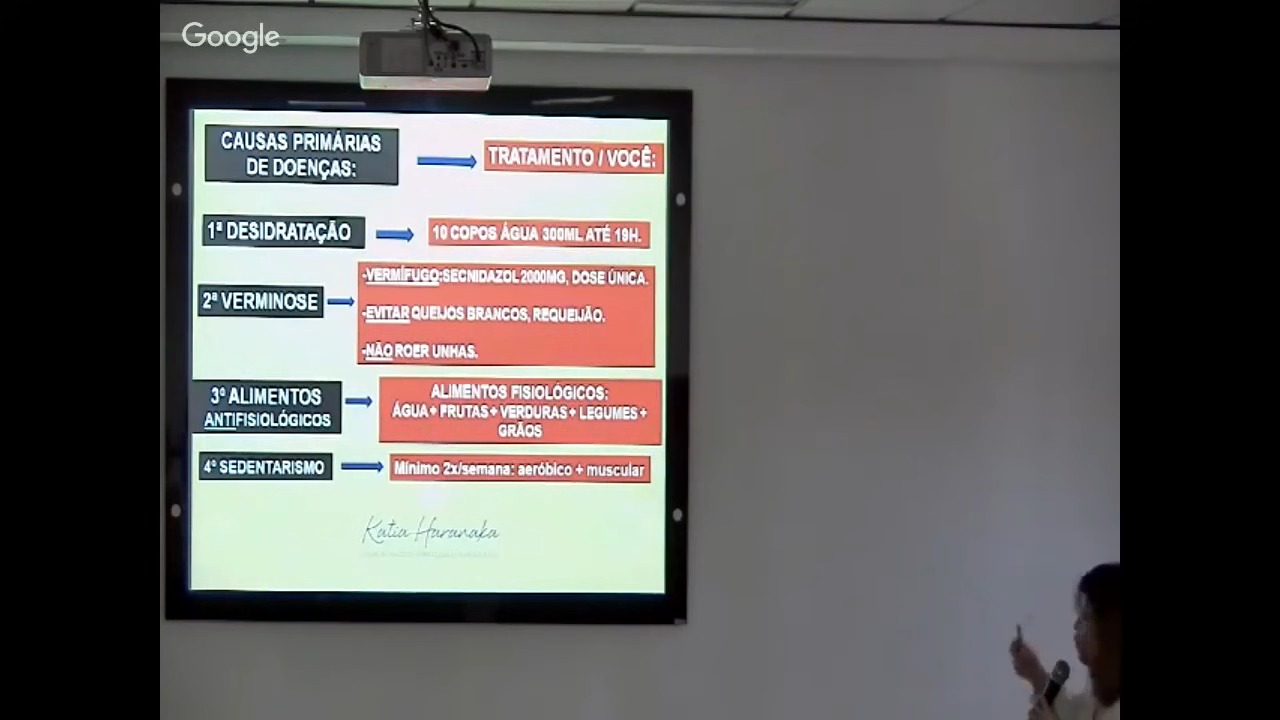 Google
CAUSAS PRIMÁRIAS
DE DOENÇAS:
TRATAMENTO / VOCÊ:
1ª DESIDRATAÇÃO
10 COPOS ÁGUA 300ML ATÉ 19H.
2ª VERMINOSE
-VERMÍFUGO:SECNIDAZOL 2000MG, DOSE ÚNICA.
-EVITAR QUEIJOS BRANCOS, REQUEIJÃO.
-NÃO ROER UNHAS.
3º ALIMENTOS
ANTIFISIOLÓGICOS
ALIMENTOS FISIOLÓGICOS:
ÁGUA + FRUTAS + VERDURAS + LEGUMES +
GRÃOS
4º SEDENTARISMO
Mínimo 2x/semana: aeróbico + muscular
Katia Haranaka